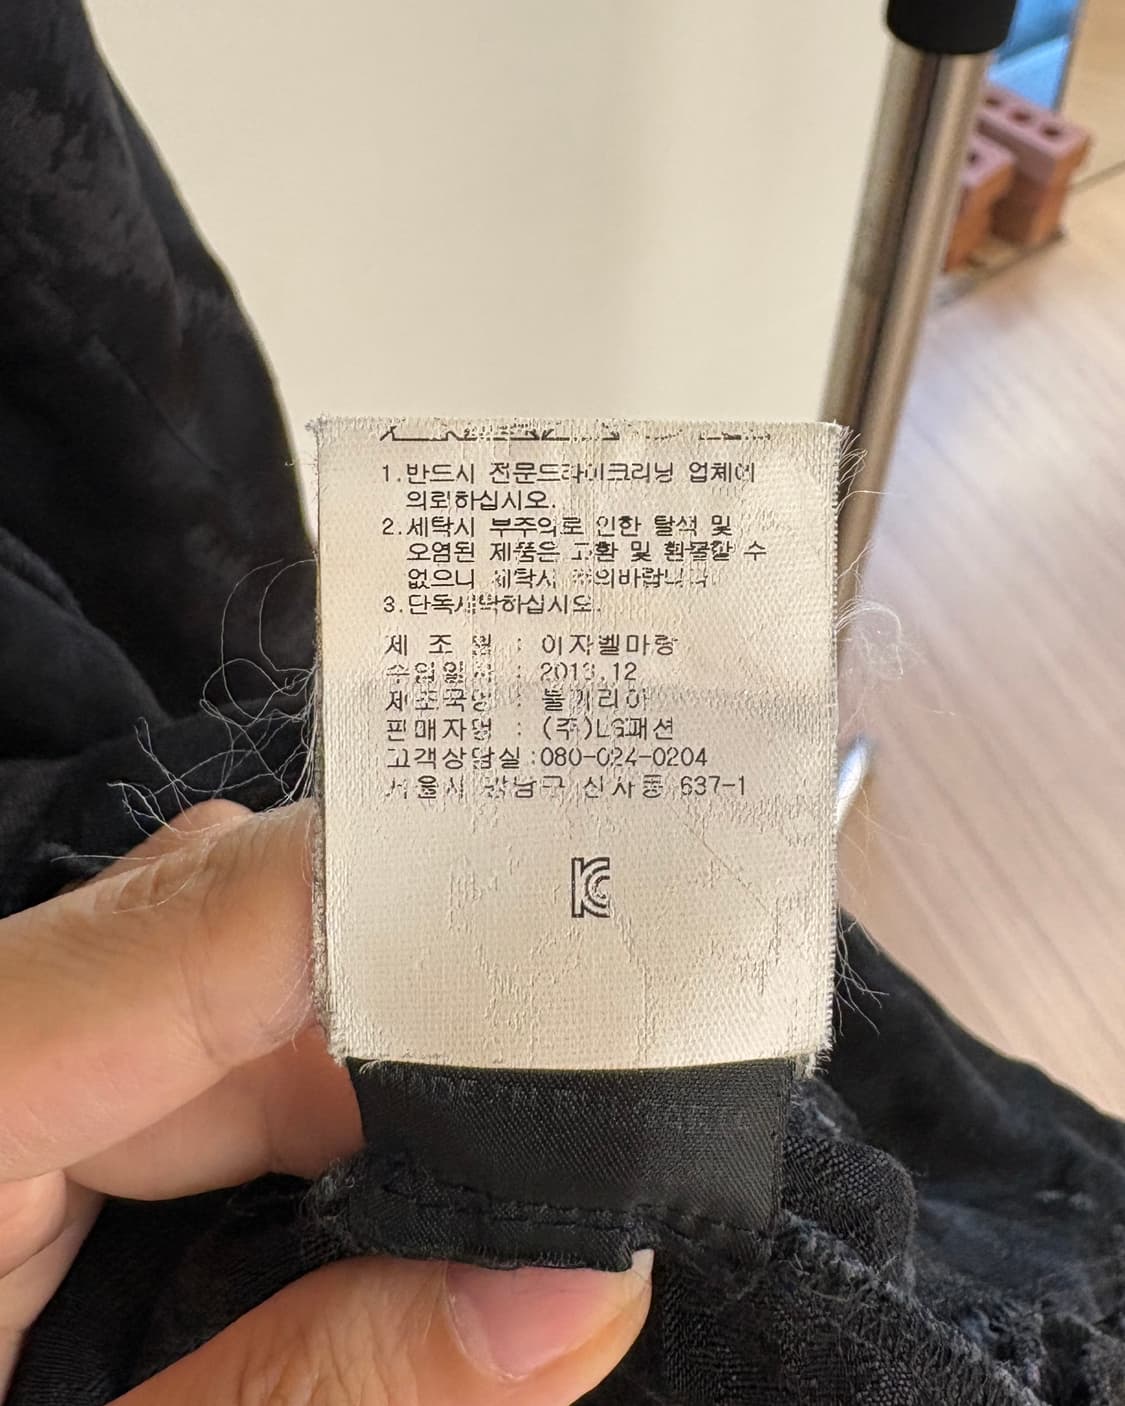 1.반드시 전문드라이크리닝 업체에
의뢰하십시오.
2.세탁시 부주의로 인한 탈색 및
오염된 제품은 교환 및 환불할 수
없으니 세탁시 주의바랍니다.
3.단독세탁하십시오.
제 조 원 : 이자벨마랑
수입일자 : 2013.12
제조국명 : 불가리아
판매자명 : (주)LG패션
고객상담실:080-024-0204
서울시 강남구 신사동 637-1